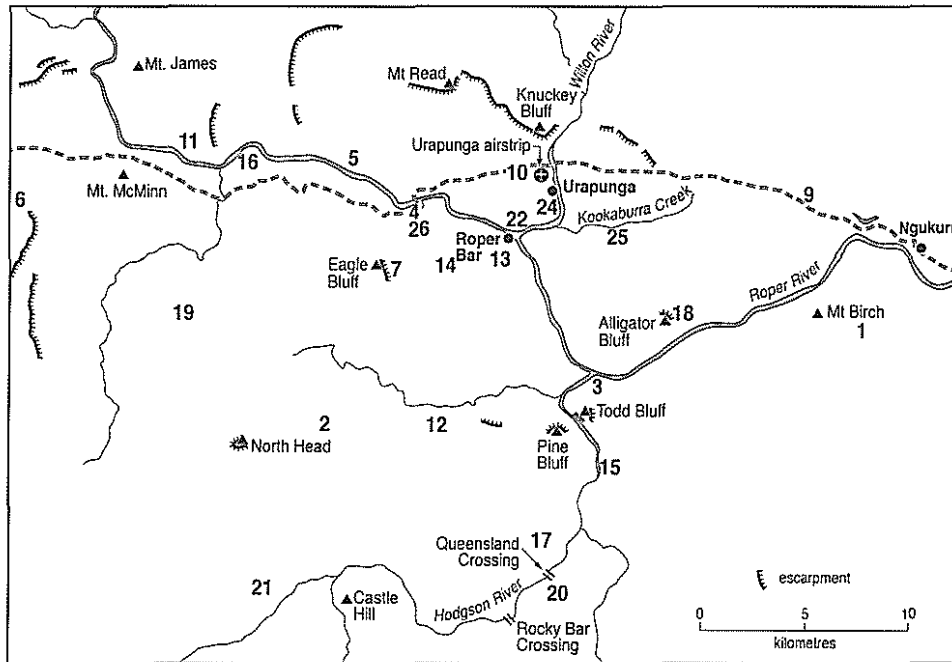 Mt. James
Mt Read
Wilton River
Knuckey
Bluff
Urapunga airstrip
11
16
5
10
Urapunga
24
9
6
Mt. McMinn
4
26
22
Kookaburra Creek
25
Ngukurr
Roper
Bar
13
14
Eagle
Bluff
7
Roper River
19
18
Alligator
Bluff
Mt Birch
1
3
2
12
Todd Bluff
North Head
Pine
Bluff
15
17
Queensland
Crossing
20
21
Castle
Hill
Hodgson River
Rocky Bar
Crossing
escarpment
0 5 10
kilometres